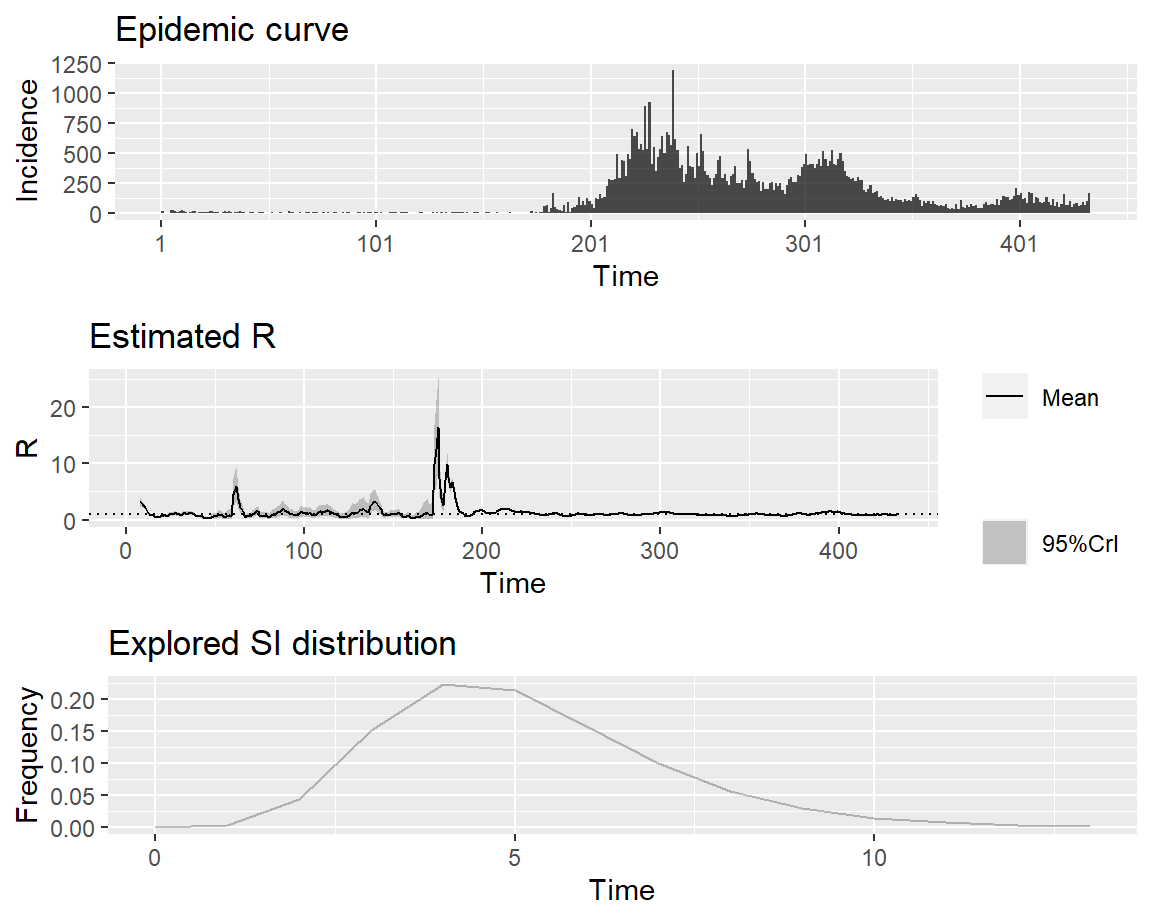 Epidemic curve
1250
1000
750
500
250
0
Incidence
1 101 201 301 401
Time
Estimated R
20
10
0
R
0 100 200 300 400
Time
Mean
95%CrI
Explored SI distribution
0.20
0.15
0.10
0.05
0.00
Frequency
0 5 10
Time